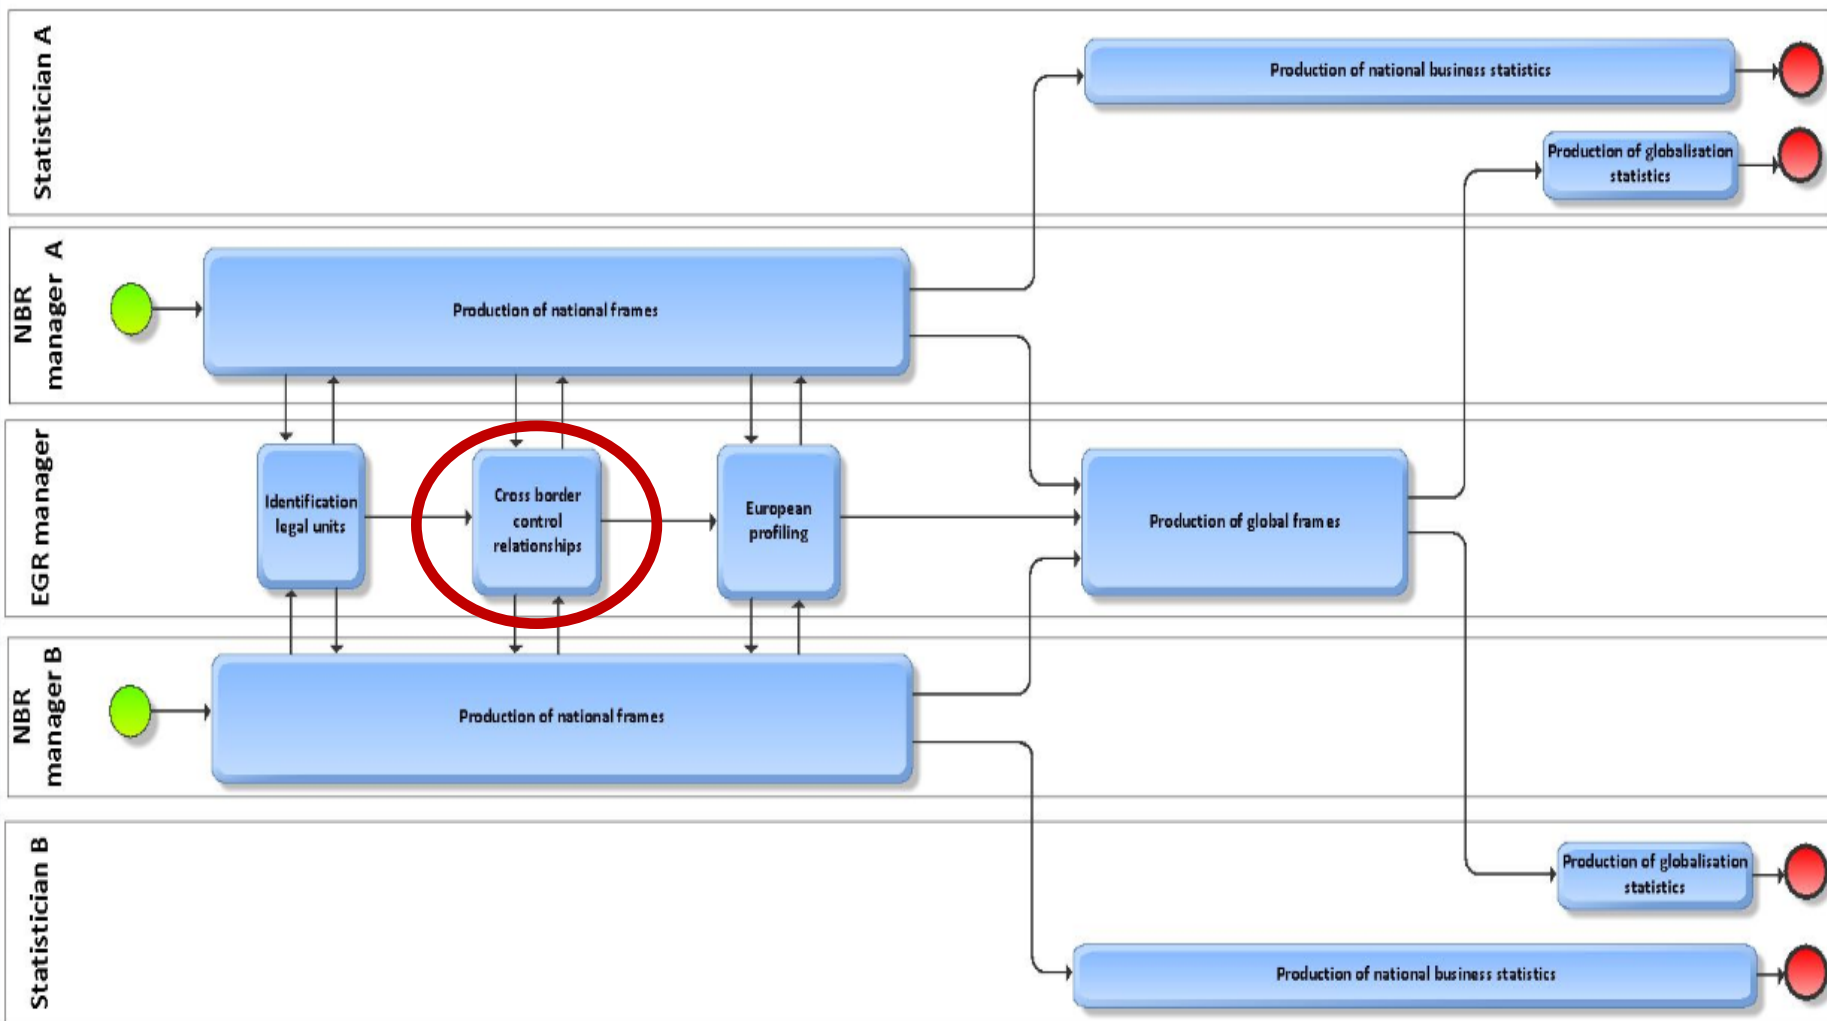 Statistician A
Production of national business statistics
Production of globalisation
statistics
NBR
manager A
Production of national frames
EGR manager
Identification
legal units
Cross border
control
relationships
European
profiling
Production of global frames
NBR
manager B
Production of national frames
Statistician B
Production of globalisation
statistics
Production of national business statistics